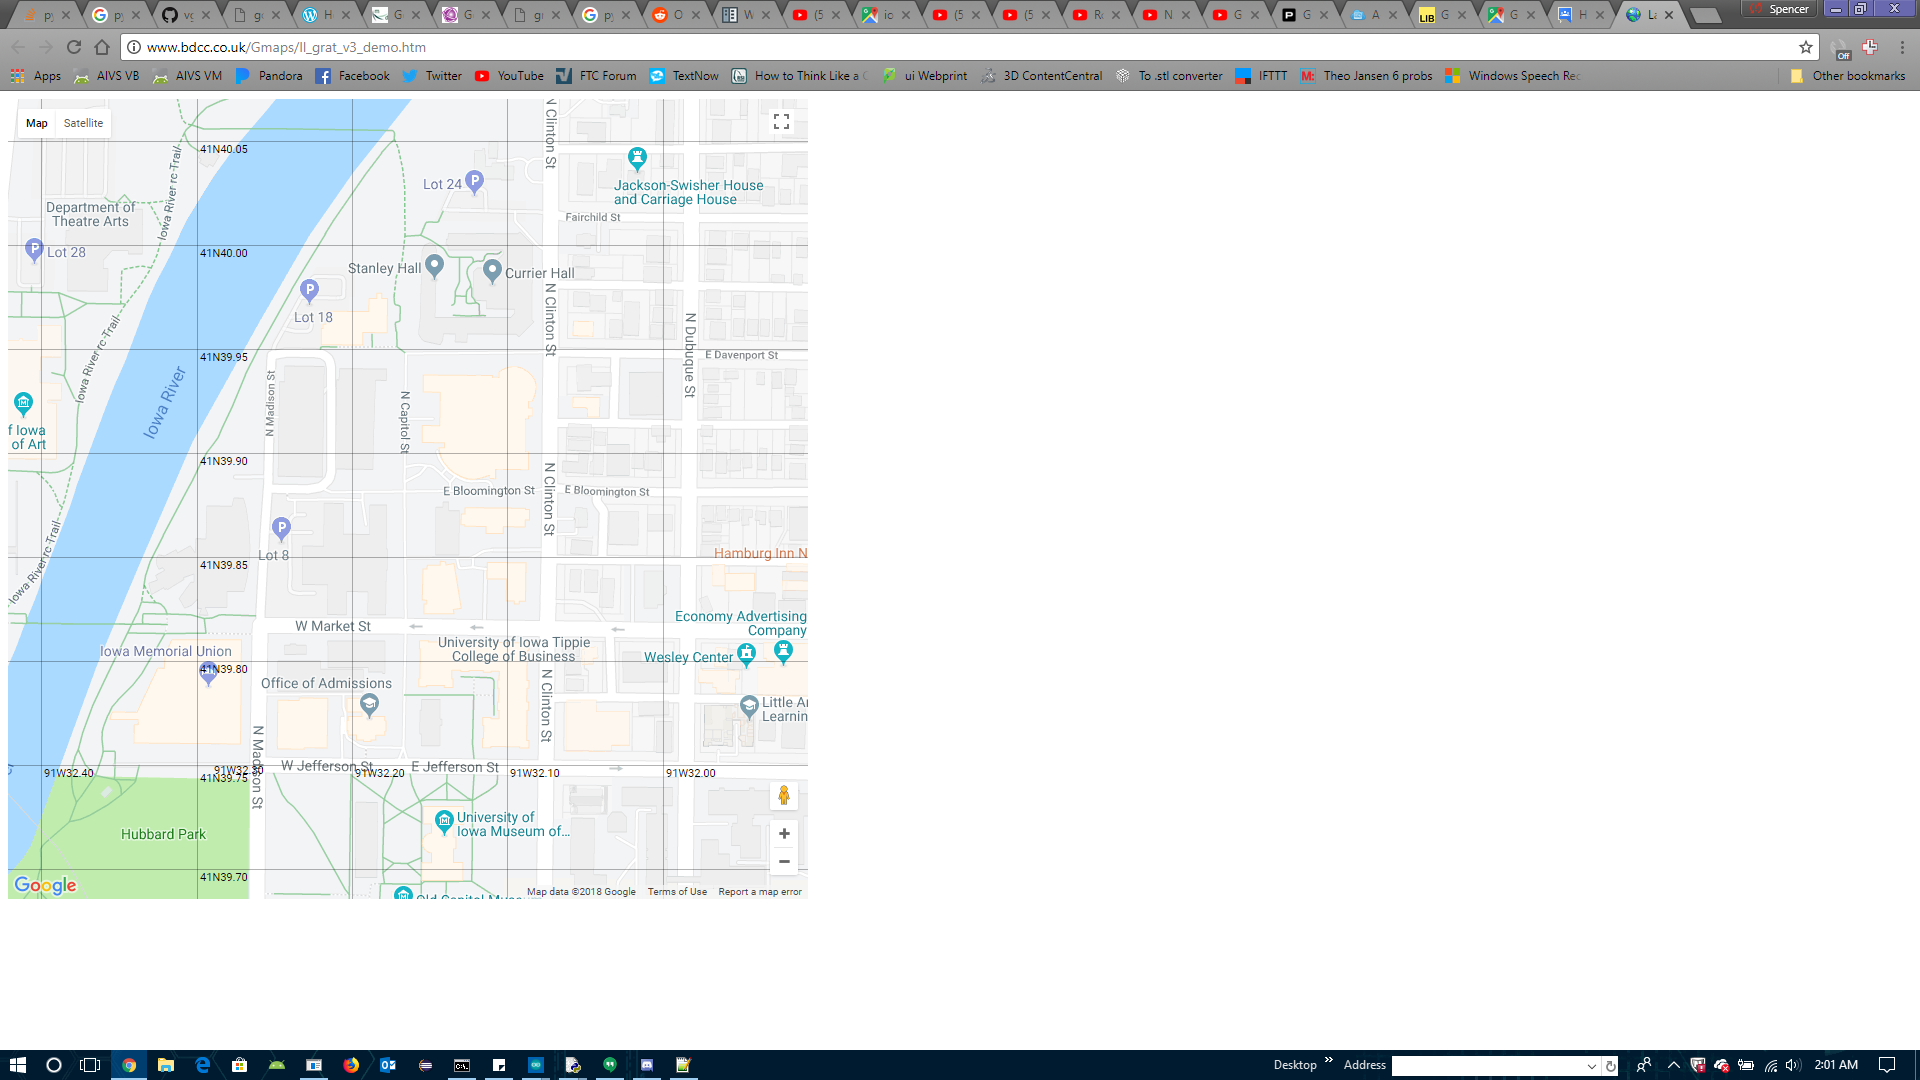 Spencer
www.bdcc.co.uk/Gmaps/ll_grat_v3_demo.htm
Off
Apps
AIVS VB
AIVS VM
Pandora
Facebook
Twitter
YouTube
FTC Forum
TextNow
How to Think Like a C
ui Webprint
3D ContentCentral
To .stl converter
IFTTT
Theo Jansen 6 probs
Windows Speech Rec
Other bookmarks
Map
Satellite
N Clinton St
41N40.05
Iowa River rc Trail
Lot 24
Jackson-Swisher House
and Carriage House
Department of
Theatre Arts
Fairchild St
Lot 28
41N40.00
Stanley Hall
Currier Hall
Lot 18
N Clinton St
N Dubuque St
Iowa River rc Trail
41N39.95
E Davenport St
Iowa River
N Madison St
N Capitol St
f Iowa
of Art
41N39.90
N Clinton St
E Bloomington St
E Bloomington St
Iowa River rc Trail
Lot 8
Hamburg Inn N
41N39.85
Economy Advertising
Company
W Market St
University of Iowa Tippie
College of Business
Iowa Memorial Union
Wesley Center
41N39.80
Office of Admissions
N Clinton St
Little Ar
Learnin
N Madison St
W Jefferson St
E Jefferson St
91W32.40
91W32.30
91W32.20
91W32.10
91W32.00
41N39.75
University of
Iowa Museum of...
Hubbard Park
41N39.70
Google
Old Capitol Museum
Map data ©2018 Google
Terms of Use
Report a map error
Desktop
Address
2:01 AM